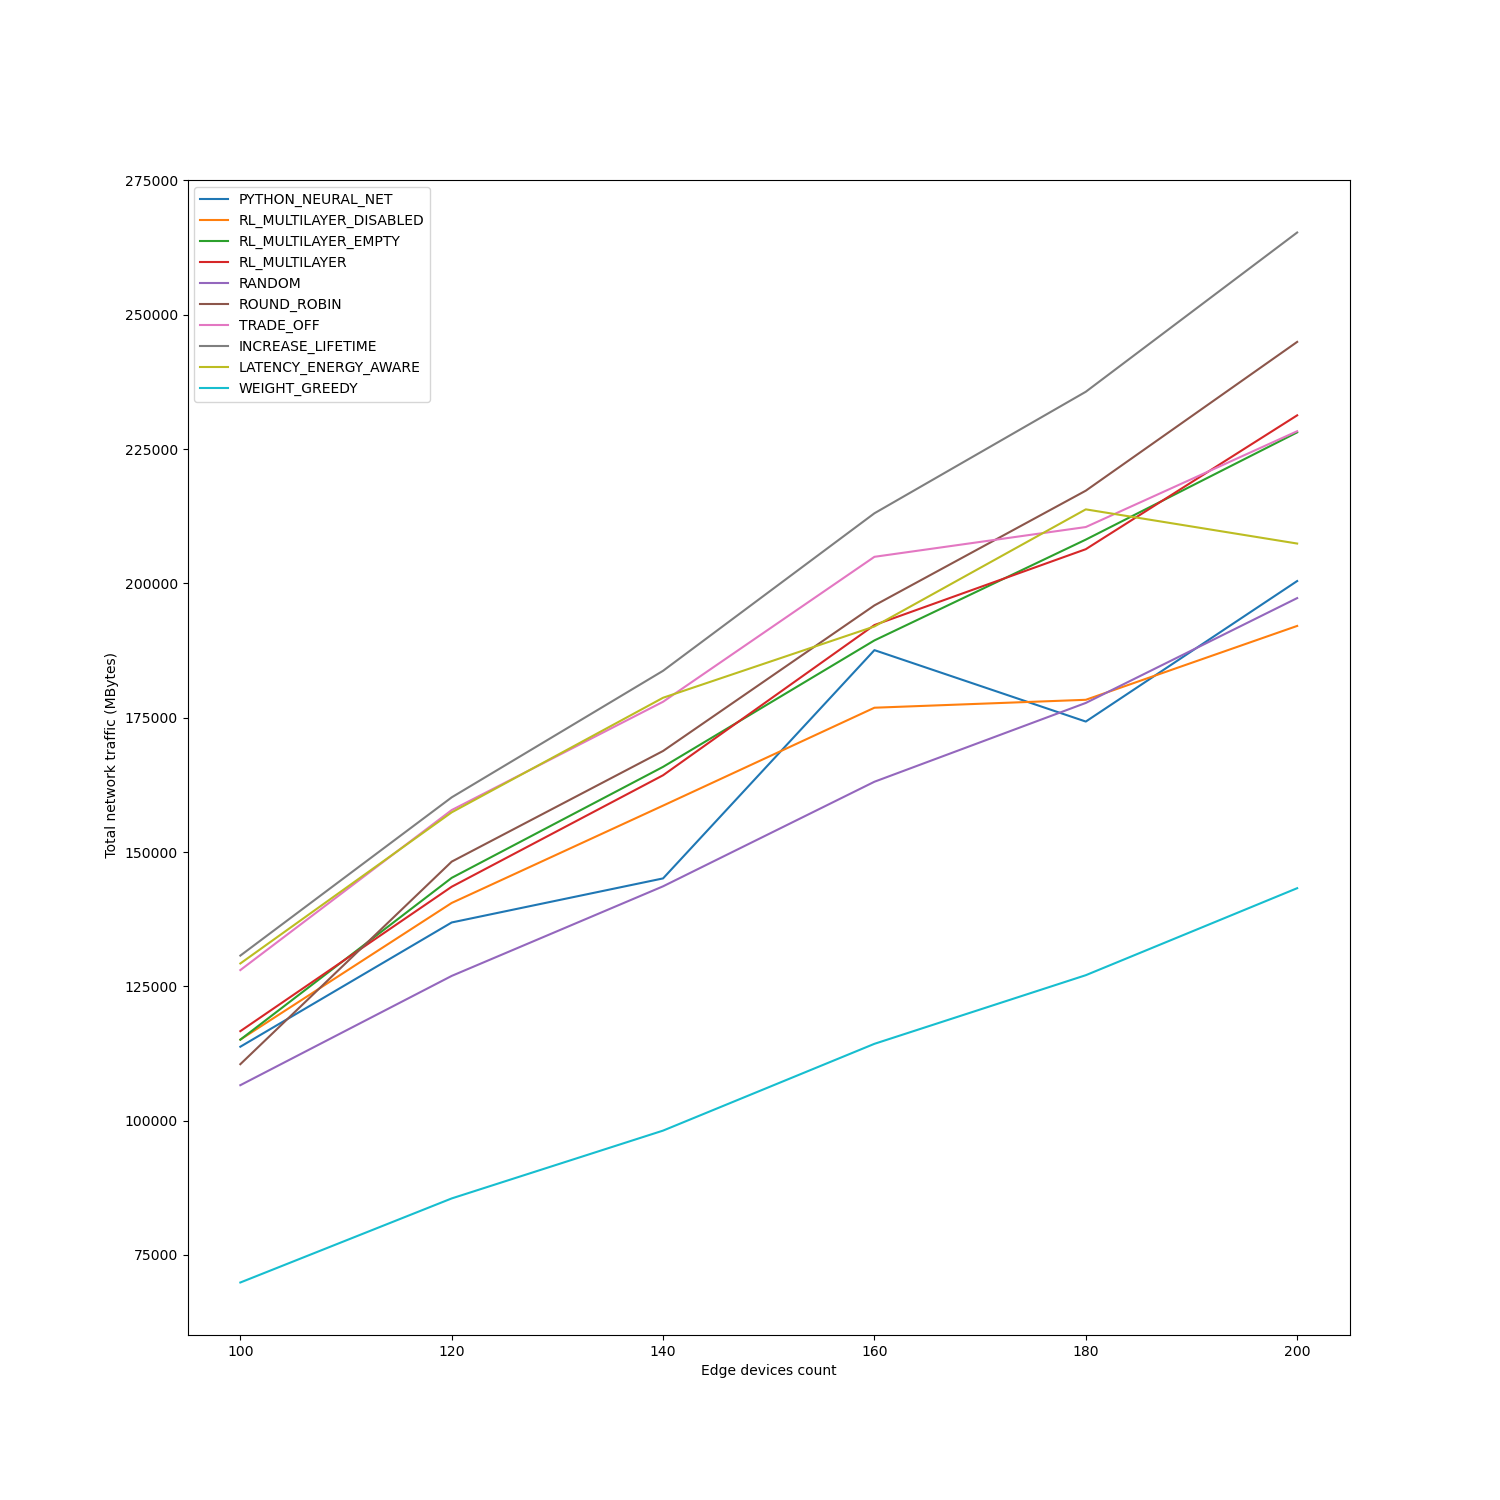 275000
250000
225000
200000
175000
150000
125000
100000
75000
Total network traffic (MBytes)
PYTHON_NEURAL_NET
RL_MULTILAYER_DISABLED
RL_MULTILAYER_EMPTY
RL_MULTILAYER
RANDOM
ROUND_ROBIN
TRADE_OFF
INCREASE_LIFETIME
LATENCY_ENERGY_AWARE
WEIGHT_GREEDY
100 120 140 160 180 200
Edge devices count